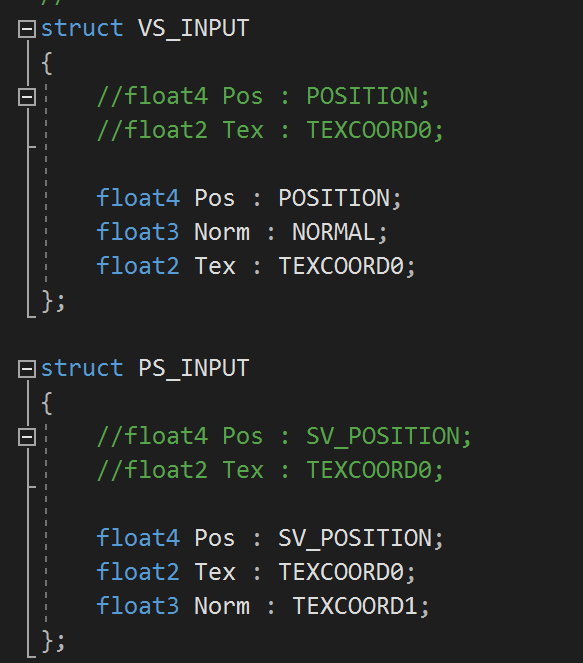 struct VS_INPUT
{
//float4 Pos : POSITION;
//float2 Tex : TEXCOORD0;
float4 Pos : POSITION;
float3 Norm : NORMAL;
float2 Tex : TEXCOORD0;
};
struct PS_INPUT
{
//float4 Pos : SV_POSITION;
//float2 Tex : TEXCOORD0;
float4 Pos : SV_POSITION;
float2 Tex : TEXCOORD0;
float3 Norm : TEXCOORD1;
};